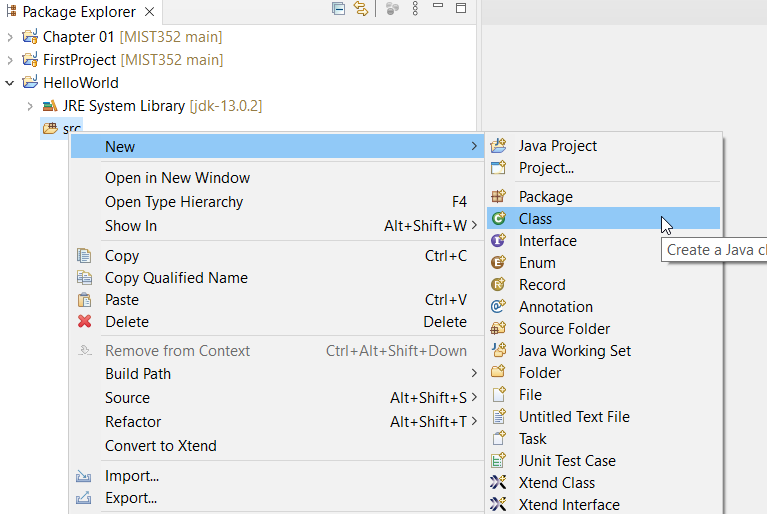 Package Explorer
Chapter 01 [MIST352 main]
FirstProject [MIST352 main]
HelloWorld
JRE System Library [jdk-13.0.2]
src
New
Open in New Window
Open Type Hierarchy F4
Show In Alt+Shift+W
Copy Ctrl+C
Copy Qualified Name
Paste Ctrl+V
Delete Delete
Remove from Context Ctrl+Alt+Shift+Down
Build Path
Source Alt+Shift+S
Refactor Alt+Shift+T
Convert to Xtend
Import...
Export...
Java Project
Project...
Package
Class
Interface
Enum
Record
Annotation
Source Folder
Java Working Set
Folder
File
Untitled Text File
Task
JUnit Test Case
Xtend Class
Xtend Interface
Create a Java cl